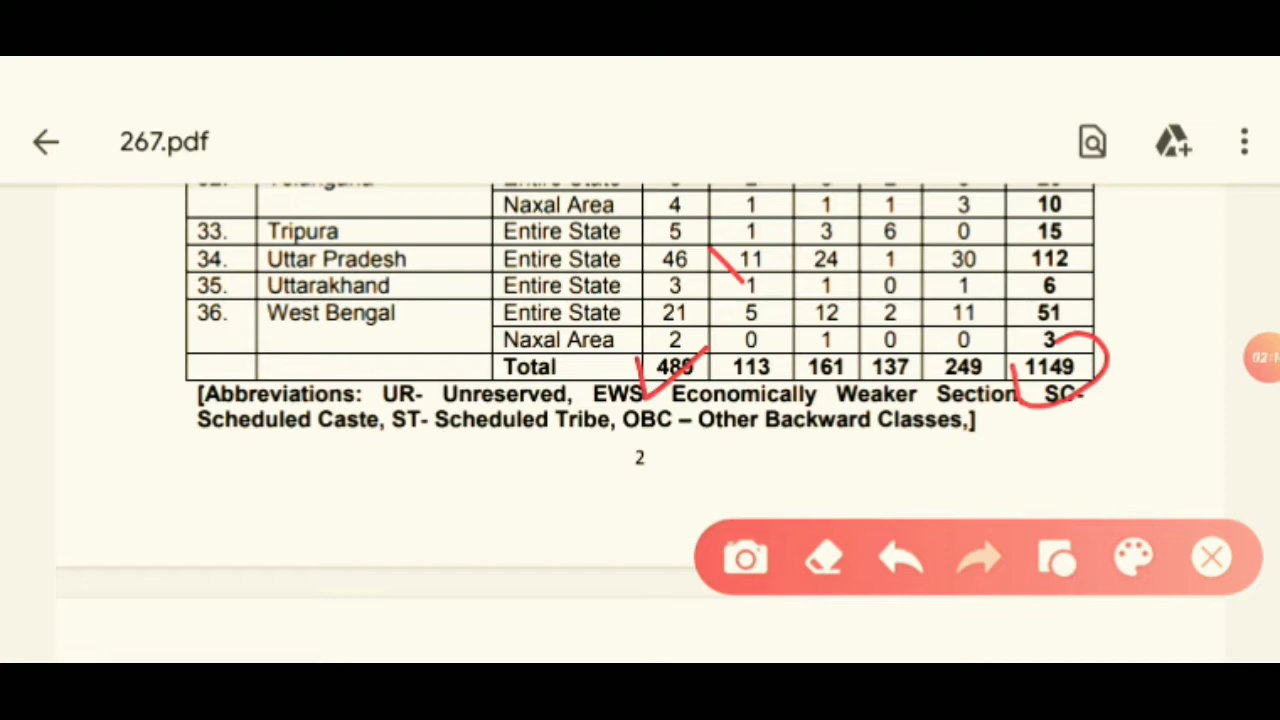 267.pdf
Naxal Area 4 1 1 1 3 10
33. Tripura Entire State 5 1 3 6 0 15
34. Uttar Pradesh Entire State 46 11 24 1 30 112
35. Uttarakhand Entire State 3 1 1 0 1 6
36. West Bengal Entire State 21 5 12 2 11 51
Naxal Area 2 0 1 0 0 3
Total 489 113 161 137 249 1149
[Abbreviations: UR- Unreserved, EWS- Economically Weaker Section SC-
Scheduled Caste, ST- Scheduled Tribe, OBC – Other Backward Classes,]
2